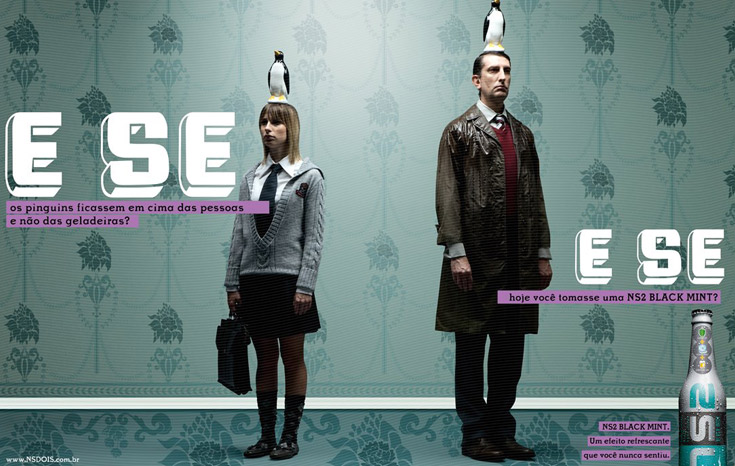 E SE
os pinguins ficassem em cima das pessoas
e não das geladeiras?
E SE
hoje você tomasse uma NS2 BLACK MINT?
NS2 BLACK MINT.
Um efeito refrescante
que você nunca sentiu.
NS2
www.NSDOIS.com.br